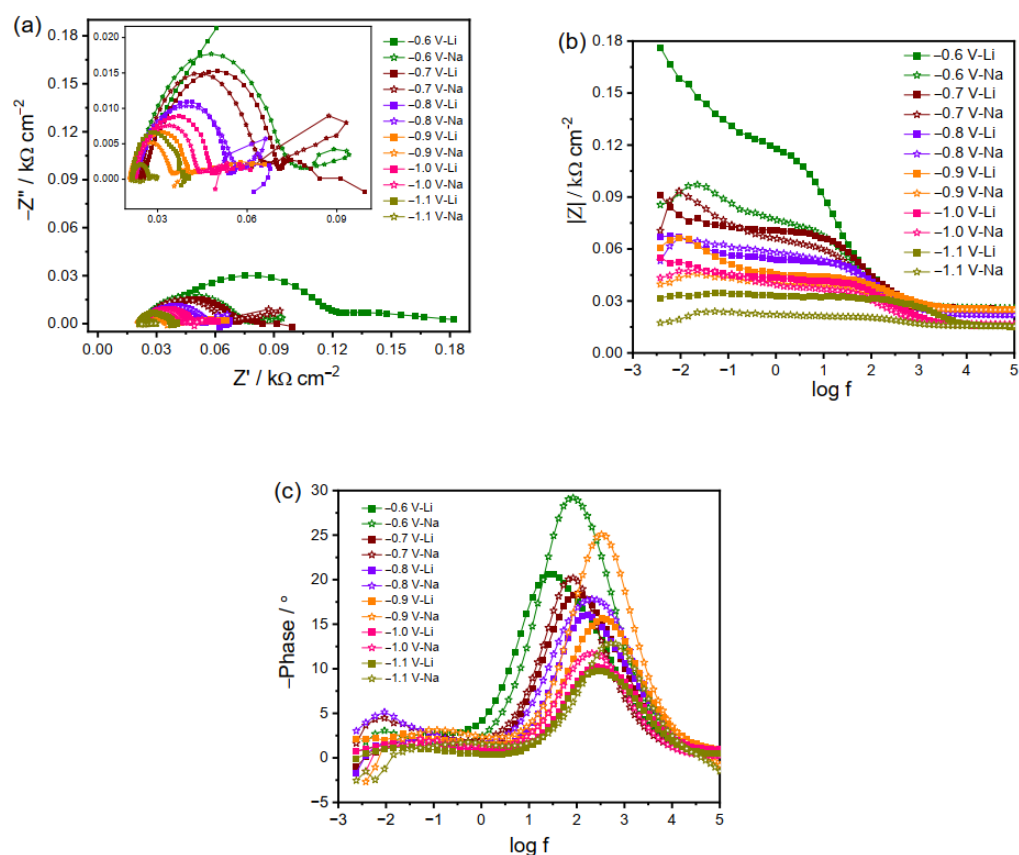 (a)
0.18
0.15
0.12
0.09
0.06
0.03
0.00
−Z'' / kΩ cm⁻²
0.00 0.03 0.06 0.09 0.12 0.15 0.18
Z' / kΩ cm⁻²
0.020
0.015
0.010
0.005
0.000
0.03 0.06 0.09
−0.6 V-Li
−0.6 V-Na
−0.7 V-Li
−0.7 V-Na
−0.8 V-Li
−0.8 V-Na
−0.9 V-Li
−0.9 V-Na
−1.0 V-Li
−1.0 V-Na
−1.1 V-Li
−1.1 V-Na
(b)
0.18
0.15
0.12
0.09
0.06
0.03
0.00
|Z| / kΩ cm⁻²
−3 −2 −1 0 1 2 3 4 5
log f
−0.6 V-Li
−0.6 V-Na
−0.7 V-Li
−0.7 V-Na
−0.8 V-Li
−0.8 V-Na
−0.9 V-Li
−0.9 V-Na
−1.0 V-Li
−1.0 V-Na
−1.1 V-Li
−1.1 V-Na
(c)
30
25
20
15
10
5
0
−5
−Phase / °
−3 −2 −1 0 1 2 3 4 5
log f
−0.6 V-Li
−0.6 V-Na
−0.7 V-Li
−0.7 V-Na
−0.8 V-Li
−0.8 V-Na
−0.9 V-Li
−0.9 V-Na
−1.0 V-Li
−1.0 V-Na
−1.1 V-Li
−1.1 V-Na